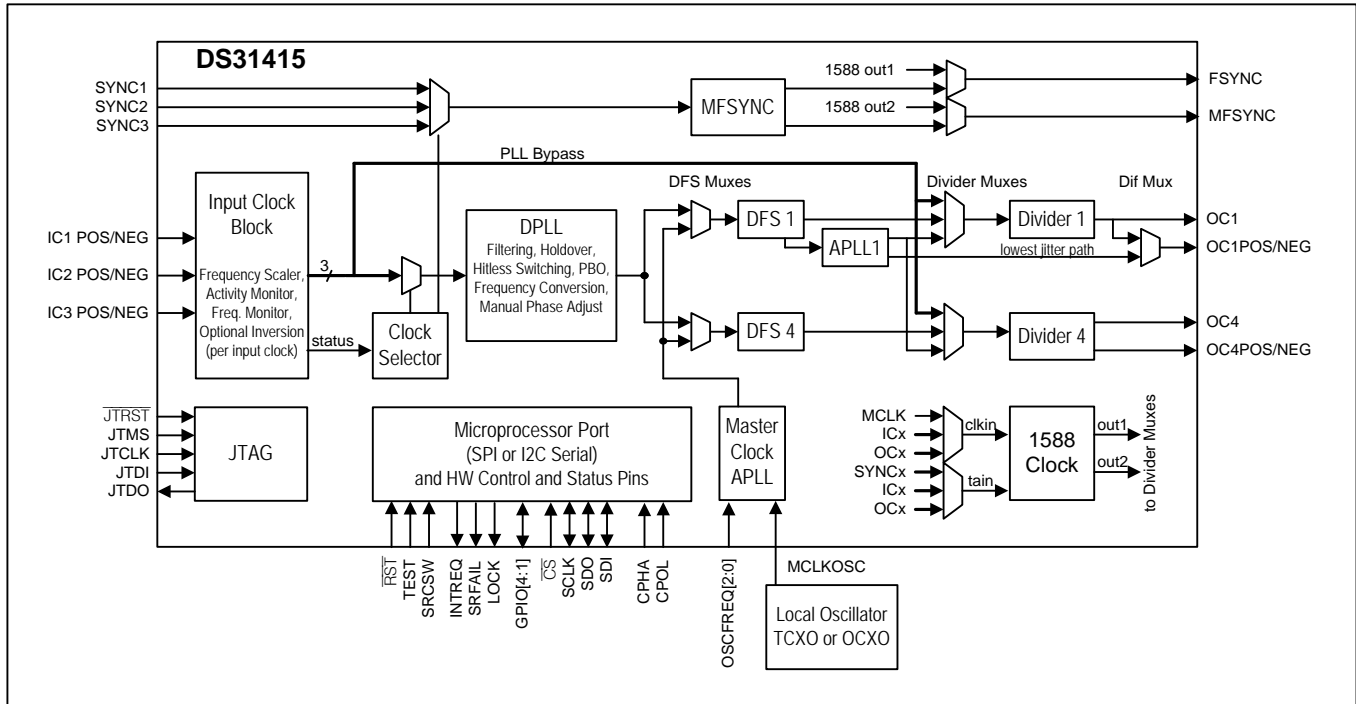 DS31415
SYNC1
SYNC2
SYNC3
MFSYNC
1588 out1
1588 out2
FSYNC
MFSYNC
PLL Bypass
IC1 POS/NEG
IC2 POS/NEG
IC3 POS/NEG
Input Clock
Block
Frequency Scaler,
Activity Monitor,
Freq. Monitor,
Optional Inversion
(per input clock)
3
status
Clock
Selector
DPLL
Filtering, Holdover,
Hitless Switching, PBO,
Frequency Conversion,
Manual Phase Adjust
DFS Muxes
DFS 1
APLL1
DFS 4
Divider Muxes
Divider 1
lowest jitter path
Divider 4
Dif Mux
OC1
OC1POS/NEG
OC4
OC4POS/NEG
JTRST
JTMS
JTCLK
JTDI
JTDO
JTAG
Microprocessor Port
(SPI or I2C Serial)
and HW Control and Status Pins
RST
TEST
SRCSW
INTREQ
SRFAIL
LOCK
GPIO[4:1]
CS
SCLK
SDO
SDI
CPHA
CPOL
Master
Clock
APLL
OSCFREQ[2:0]
MCLKOSC
Local Oscillator
TCXO or OCXO
MCLK
ICx
OCx
SYNCx
ICx
OCx
clkin
tain
1588
Clock
out1
out2
to Divider Muxes